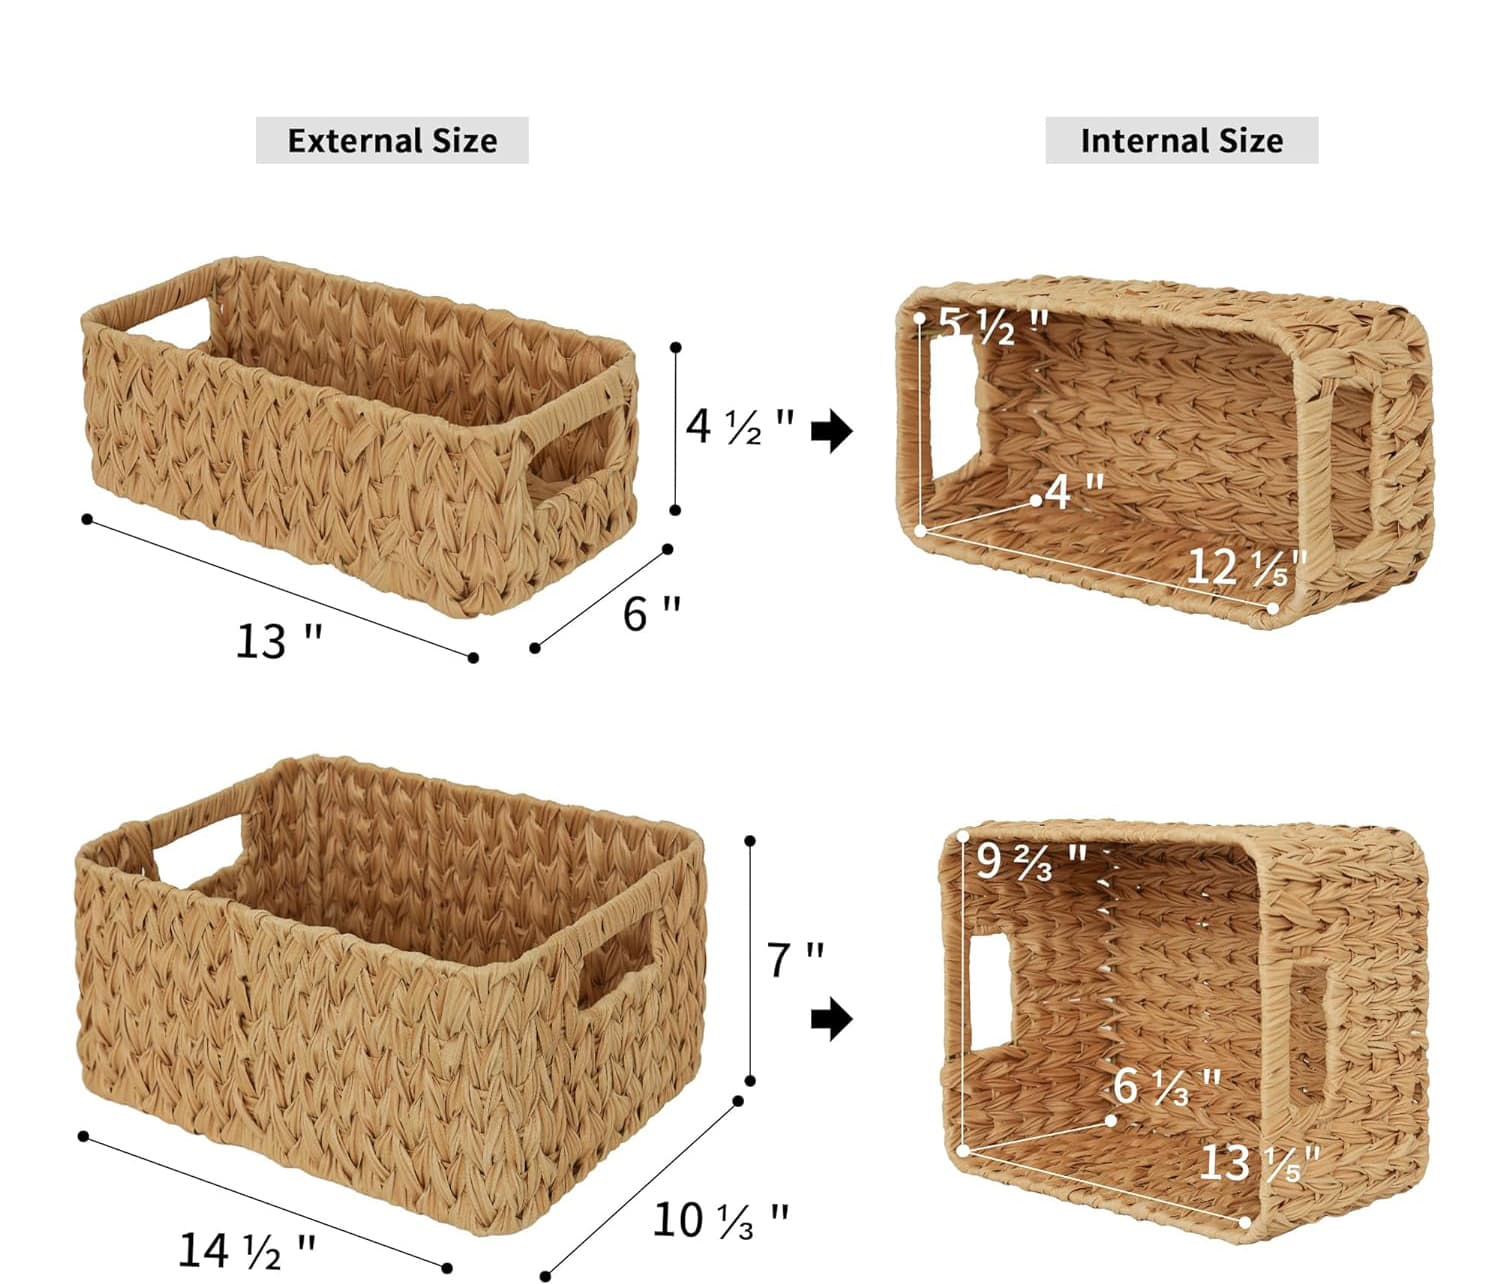 External Size
Internal Size
5 ½ "
4 ½ "
4 "
12 ⅕"
6 "
13 "
9 ⅔ "
7 "
6 ⅓ "
13 ⅕"
10 ⅓ "
14 ½ "